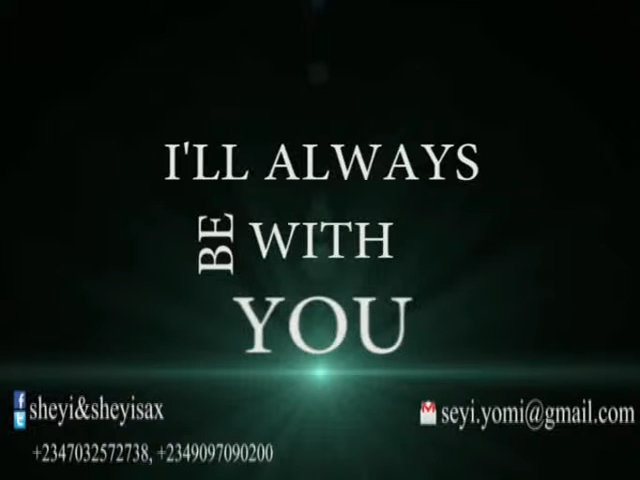 I'LL ALWAYS
BE WITH
YOU
sheyi&sheyisax
seyi.yomi@gmail.com
+2347032572738, +2349097090200